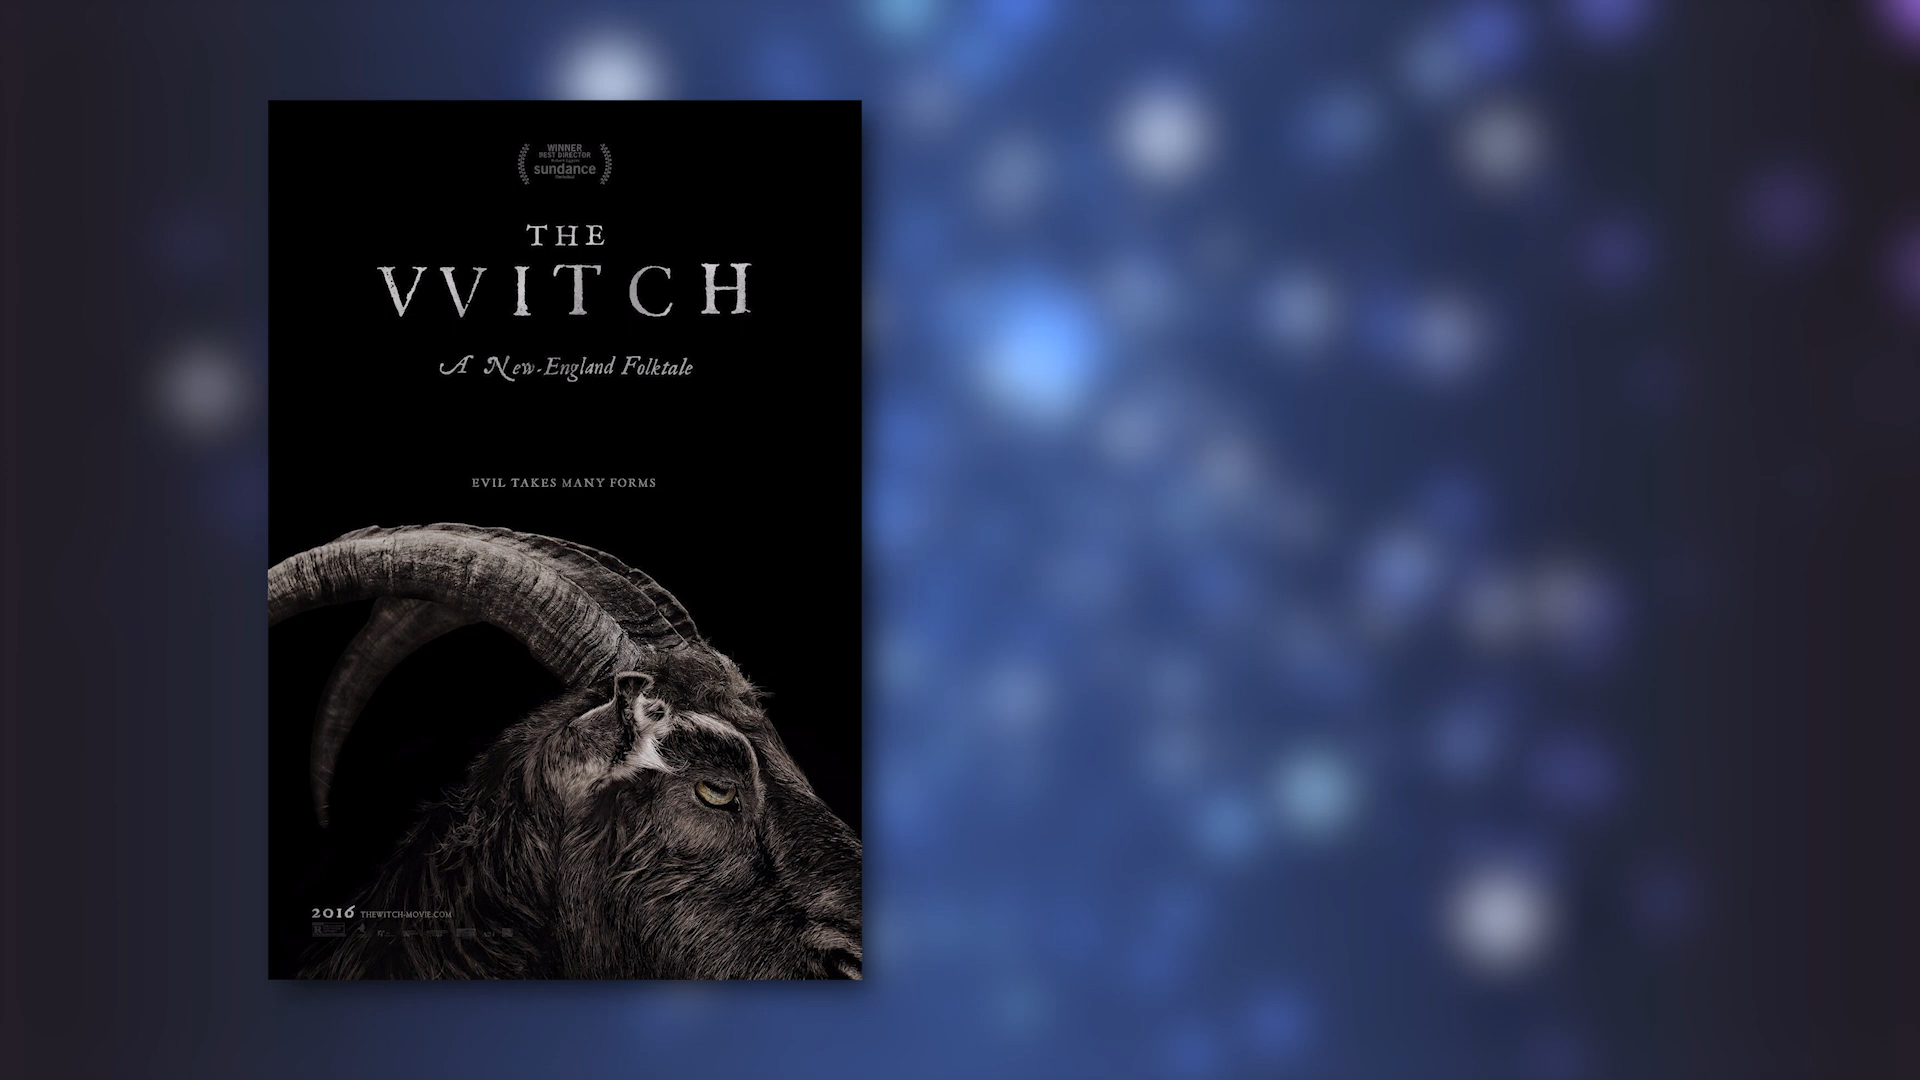 WINNER
BEST DIRECTOR
sundance
THE
VVITCH
A New-England Folktale
EVIL TAKES MANY FORMS
2016 THEWITCH-MOVIE.COM